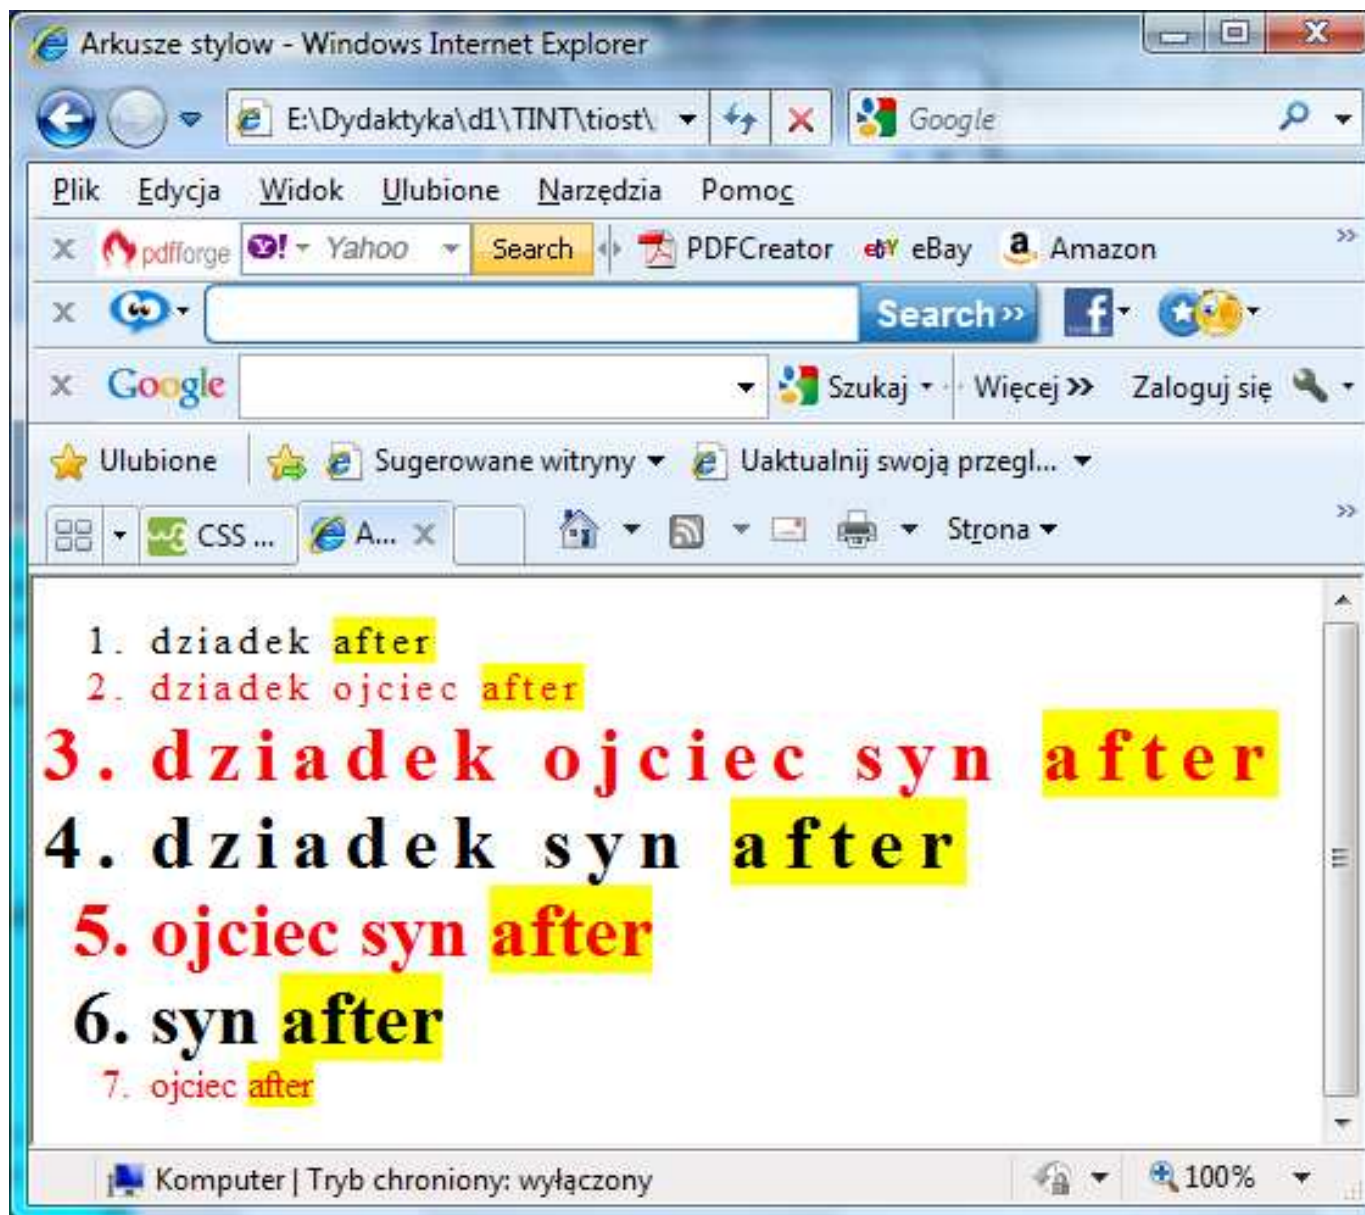 Arkusze stylow - Windows Internet Explorer
E:\Dydaktyka\d1\TINT\tiost\ Google
Plik Edycja Widok Ulubione Narzędzia Pomoc
pdfforge Y! Yahoo Search PDFCreator ebY eBay a Amazon
Search
Google Szukaj Więcej Zaloguj się
Ulubione Sugerowane witryny Uaktualnij swoją przegl...
CSS ... A... Strona
1. dziadek after
2. dziadek ojciec after
3. dziadek ojciec syn after
4. dziadek syn after
5. ojciec syn after
6. syn after
7. ojciec after
Komputer | Tryb chroniony: wyłączony 100%